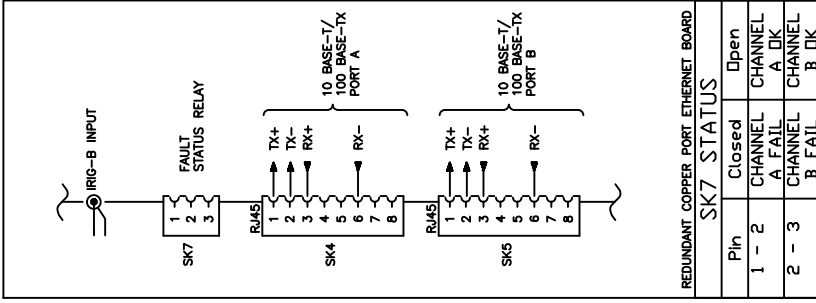 IRIG-B INPUT
SK7
1
2
3
FAULT
STATUS RELAY
RJ45
SK4
1
2
3
4
5
6
7
8
TX+
TX-
RX+
RX-
10 BASE-T/
100 BASE-TX
PORT A
RJ45
SK5
1
2
3
4
5
6
7
8
TX+
TX-
RX+
RX-
10 BASE-T/
100 BASE-TX
PORT B
REDUNDANT COPPER PORT ETHERNET BOARD
SK7 STATUS
Pin Closed Open
1 - 2 CHANNEL A FAIL CHANNEL A OK
2 - 3 CHANNEL B FAIL CHANNEL B OK